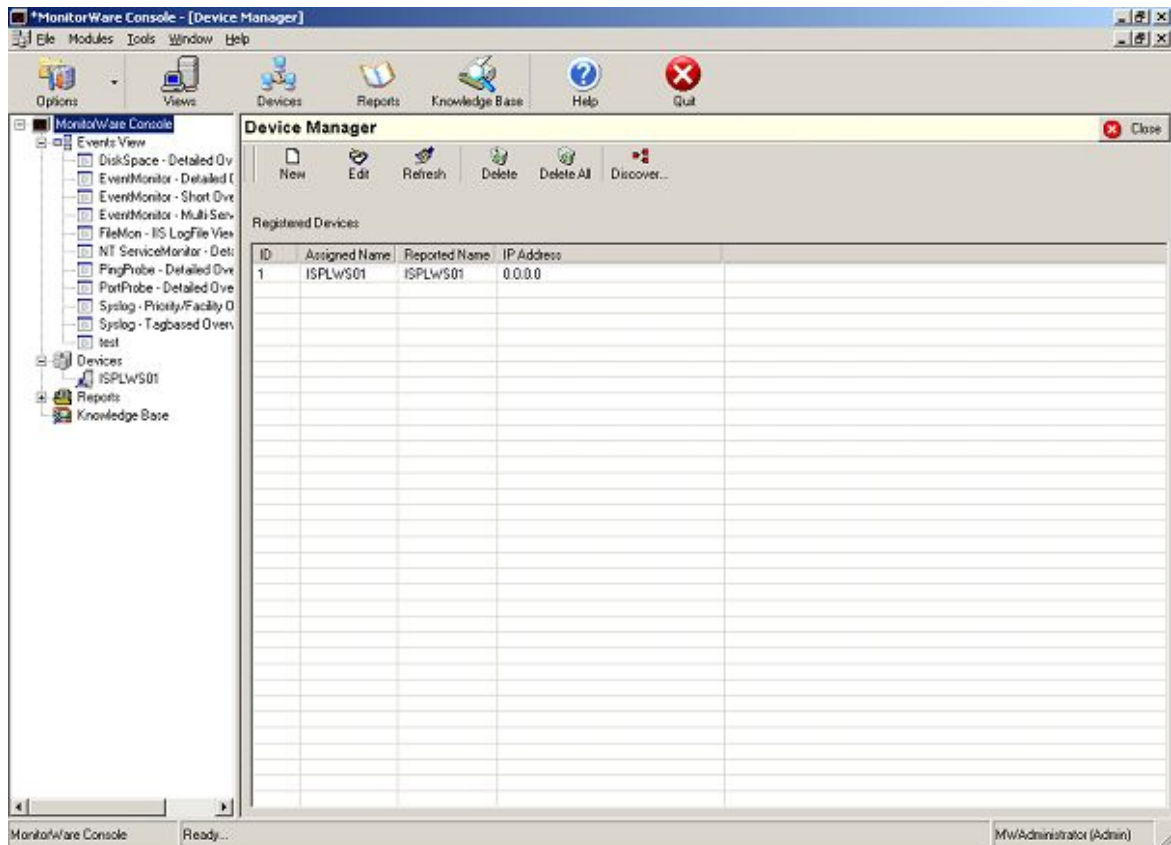 *MonitorWare Console - [Device Manager]
File Modules Tools Window Help
Options Views Devices Reports Knowledge Base Help Quit
MonitorWare Console
Events View
DiskSpace - Detailed Ov
EventMonitor - Detailed (
EventMonitor - Short Ove
EventMonitor - Multi-Serv
FileMon - IIS LogFile View
NT ServiceMonitor - Deta
PingProbe - Detailed Ove
PortProbe - Detailed Ove
Syslog - Priority/Facility O
Syslog - Tagbased Overv
test
Devices
ISPLWS01
Reports
Knowledge Base
Device Manager Close
New Edit Refresh Delete Delete All Discover...
Registered Devices
ID Assigned Name Reported Name IP Address
1 ISPLWS01 ISPLWS01 0.0.0.0
MonitorWare Console Ready... MWAdministrator (Admin)